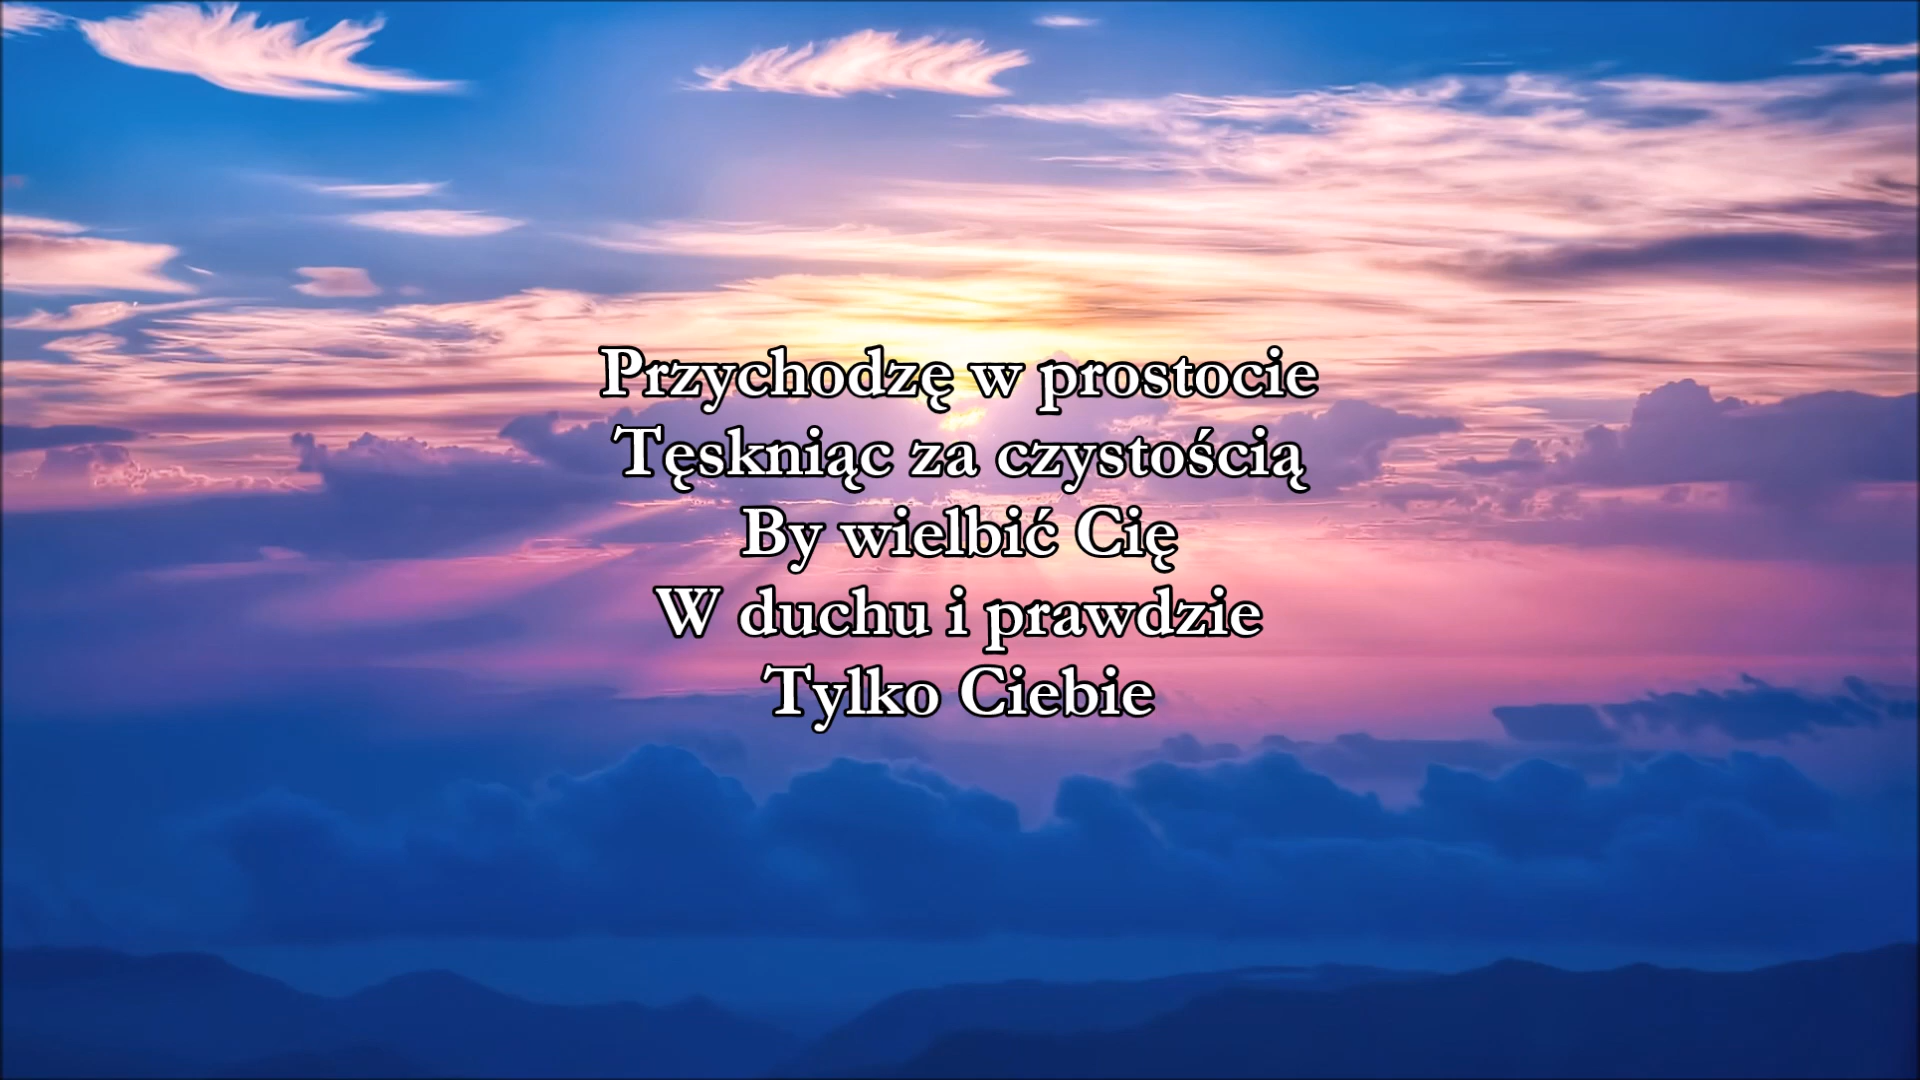 Przychodzę w prostocie
Tęskniąc za czystością
By wielbić Cię
W duchu i prawdzie
Tylko Ciebie